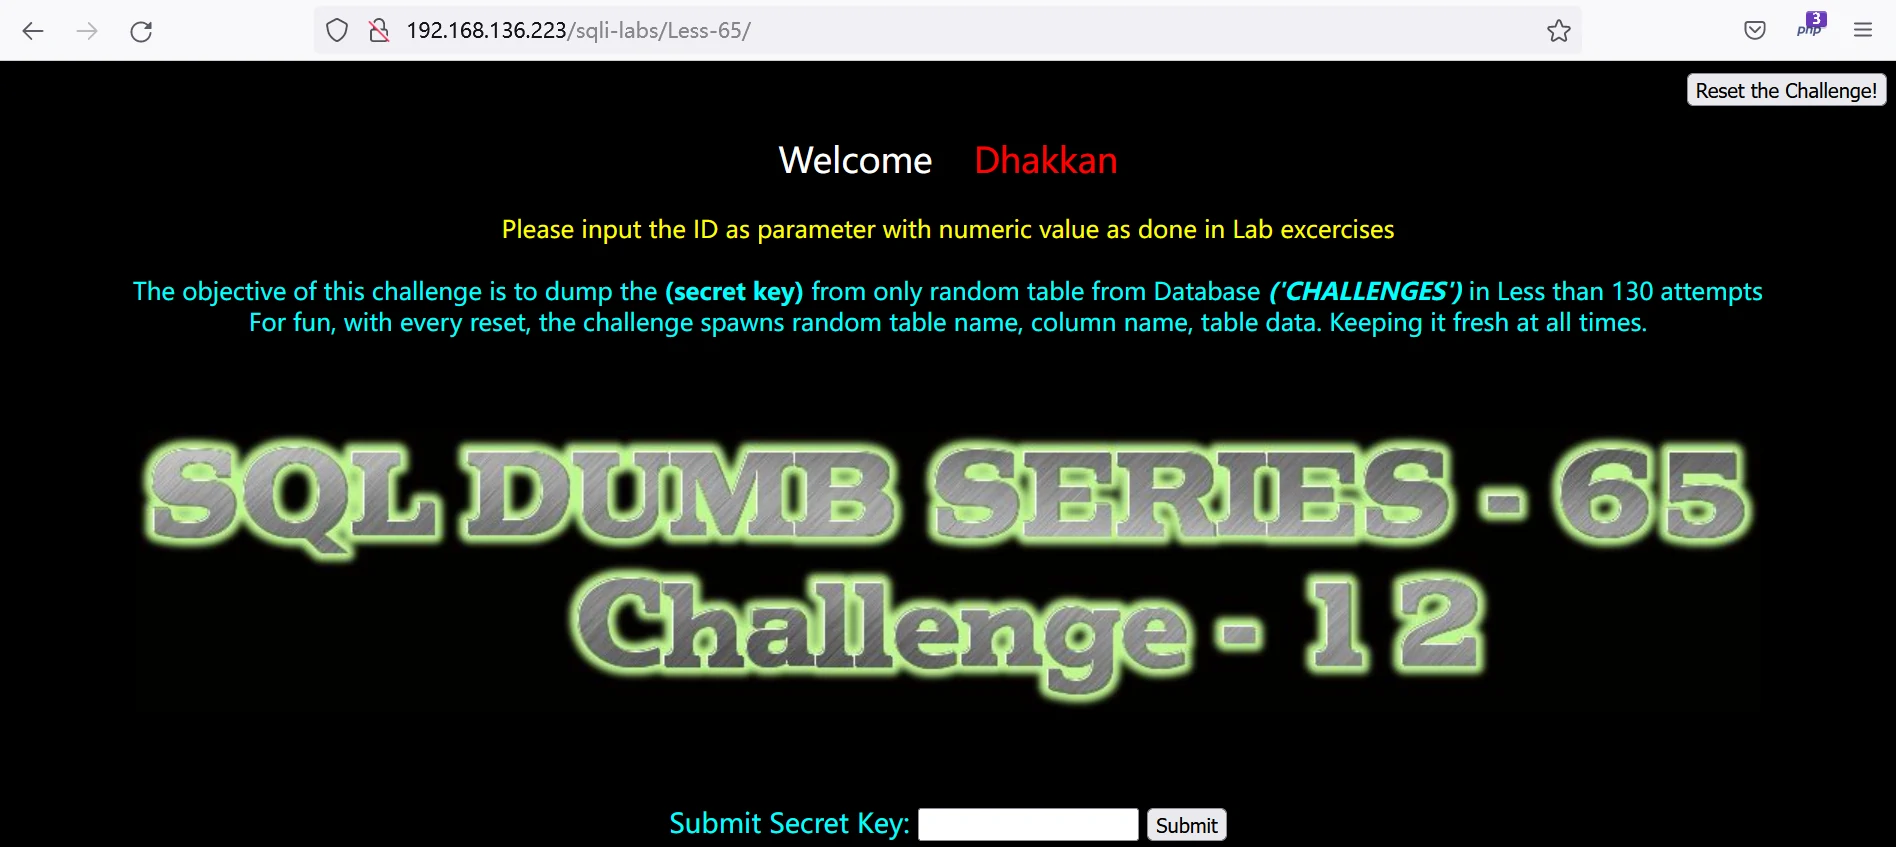 192.168.136.223/sqli-labs/Less-65/
3
php
Reset the Challenge!
Welcome Dhakkan
Please input the ID as parameter with numeric value as done in Lab excercises
The objective of this challenge is to dump the (secret key) from only random table from Database ('CHALLENGES') in Less than 130 attempts
For fun, with every reset, the challenge spawns random table name, column name, table data. Keeping it fresh at all times.
SQL DUMB SERIES - 65
Challenge - 12
Submit Secret Key: Submit